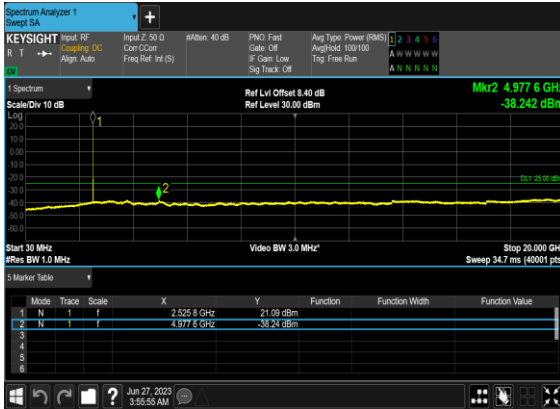 Spectrum Analyzer 1
Swept SA
KEYSIGHT
R T
Input: RF
Coupling: DC
Align: Auto
Input Z: 50 Ω
Corr CCorr
Freq Ref: Int (S)
#Atten: 40 dB
PNO: Fast
Gate: Off
IF Gain: Low
Sig Track: Off
Avg Type: Power (RMS)
Avg|Hold: 100/100
Trig: Free Run
1 2 3 4 5 6
A W W W W W
A N N N N N
1 Spectrum
Scale/Div 10 dB
Ref Lvl Offset 8.40 dB
Ref Level 30.00 dBm
Mkr2 4.977 6 GHz
-38.242 dBm
Log
20.0
10.0
0.00
-10.0
-20.0
-30.0
-40.0
-50.0
-60.0
1
2
Start 30 MHz
#Res BW 1.0 MHz
Video BW 3.0 MHz*
Stop 20.000 GHz
Sweep 34.7 ms (40001 pts)
5 Marker Table
Mode Trace Scale X Y Function Function Width Function Value
1 N 1 f 2.525 8 GHz 21.09 dBm
2 N 1 f 4.977 6 GHz -38.24 dBm
3
4
5
6
Jun 27, 2023
3:55:55 AM